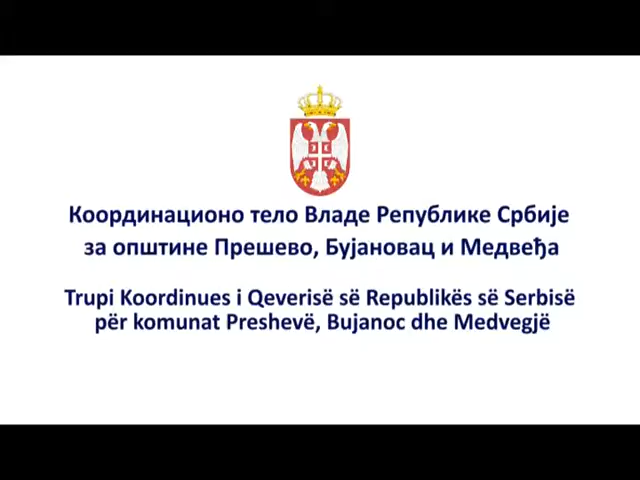 Координационо тело Владе Републике Србије
за општине Прешево, Бујановац и Медвеђа
Trupi Koordinues i Qeverisë së Republikës së Serbisë
për komunat Preshevë, Bujanoc dhe Medvegjë